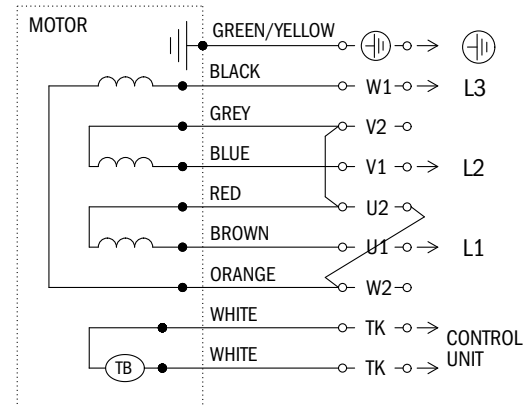 MOTOR
GREEN/YELLOW
BLACK W1 L3
GREY V2
BLUE V1 L2
RED U2
BROWN U1 L1
ORANGE W2
WHITE TK
CONTROL
UNIT
TB
WHITE TK